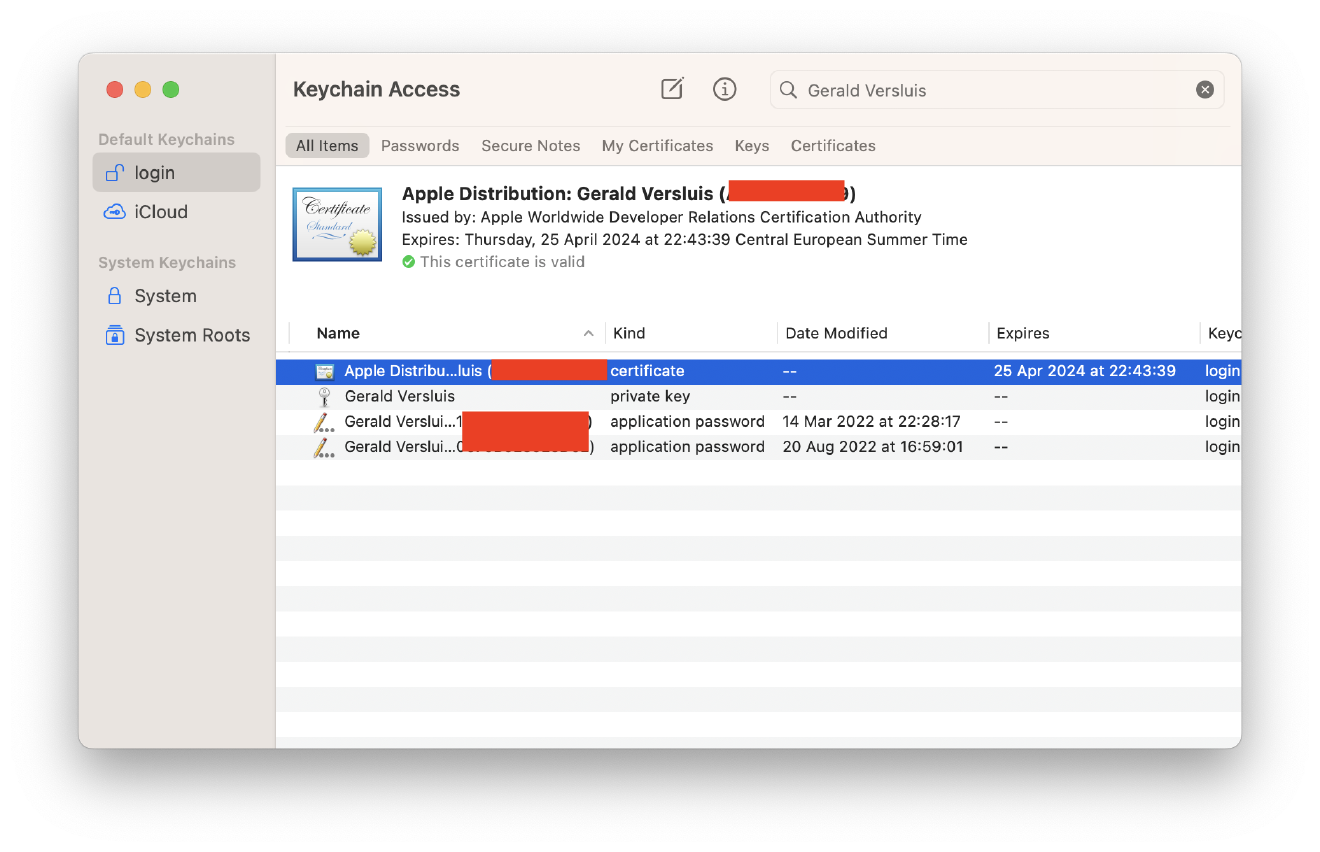 Keychain Access
Gerald Versluis
Default Keychains
login
iCloud
System Keychains
System
System Roots
All Items Passwords Secure Notes My Certificates Keys Certificates
Certificate
Standard
Apple Distribution: Gerald Versluis ( 9)
Issued by: Apple Worldwide Developer Relations Certification Authority
Expires: Thursday, 25 April 2024 at 22:43:39 Central European Summer Time
This certificate is valid
Name Kind Date Modified Expires Keyc
Apple Distribu...luis ( certificate -- 25 Apr 2024 at 22:43:39 login
Gerald Versluis private key -- -- login
Gerald Verslui...1 ) application password 14 Mar 2022 at 22:28:17 -- login
Gerald Verslui... ) application password 20 Aug 2022 at 16:59:01 -- login